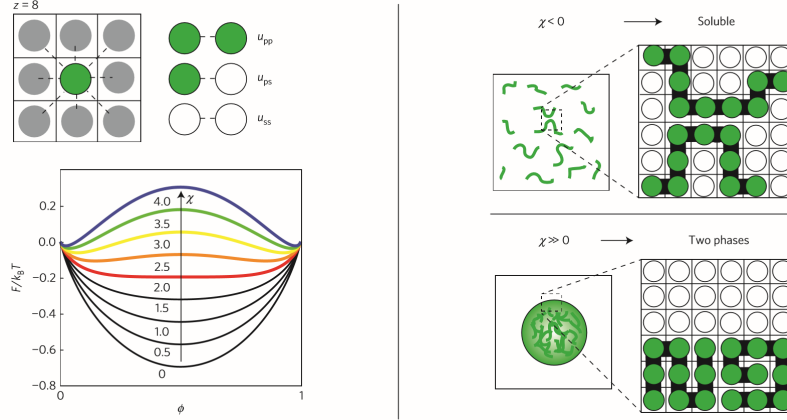 z = 8
u_pp
u_ps
u_ss
χ
4.0
3.5
3.0
2.5
2.0
1.5
1.0
0.5
0
0.2
0.0
−0.2
−0.4
−0.6
−0.8
F/k_BT
0
1
ϕ
χ < 0
Soluble
χ ≫ 0
Two phases